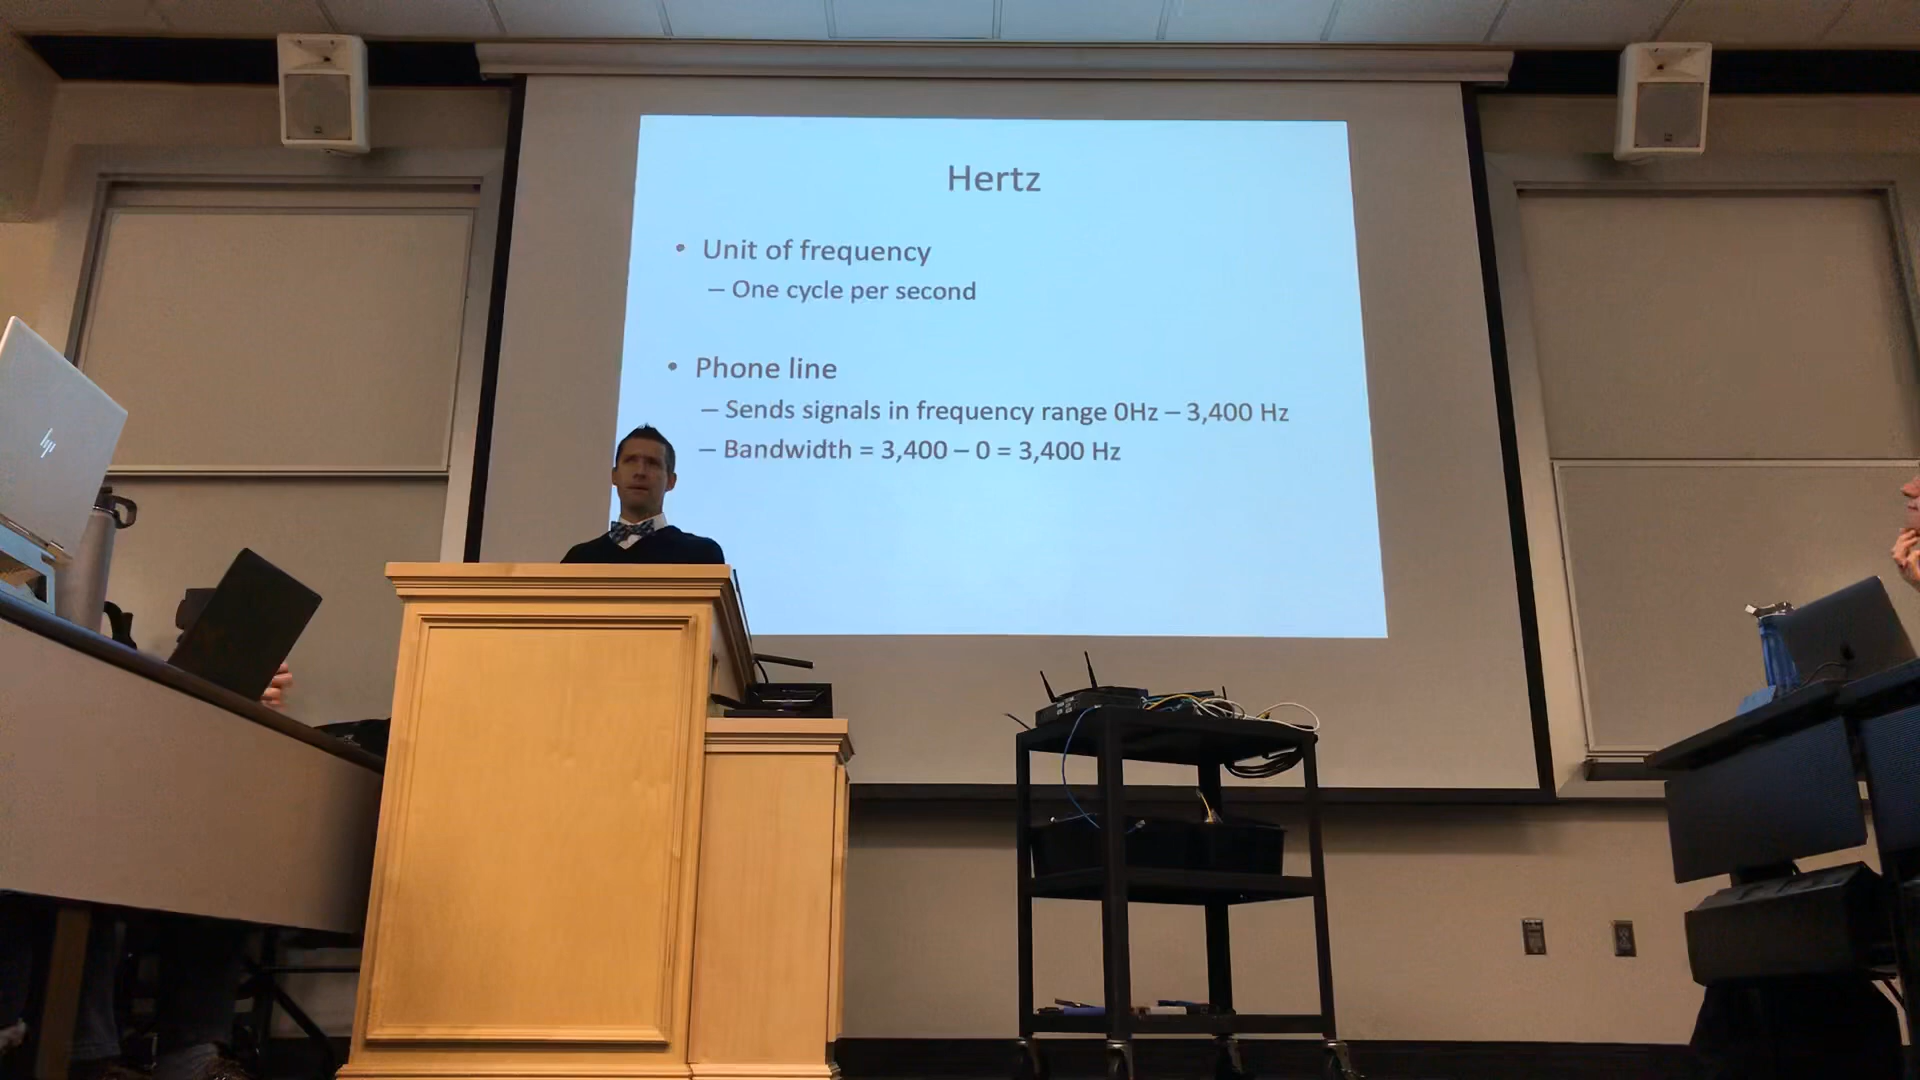 Hertz
• Unit of frequency
– One cycle per second
• Phone line
– Sends signals in frequency range 0Hz – 3,400 Hz
– Bandwidth = 3,400 – 0 = 3,400 Hz
hp